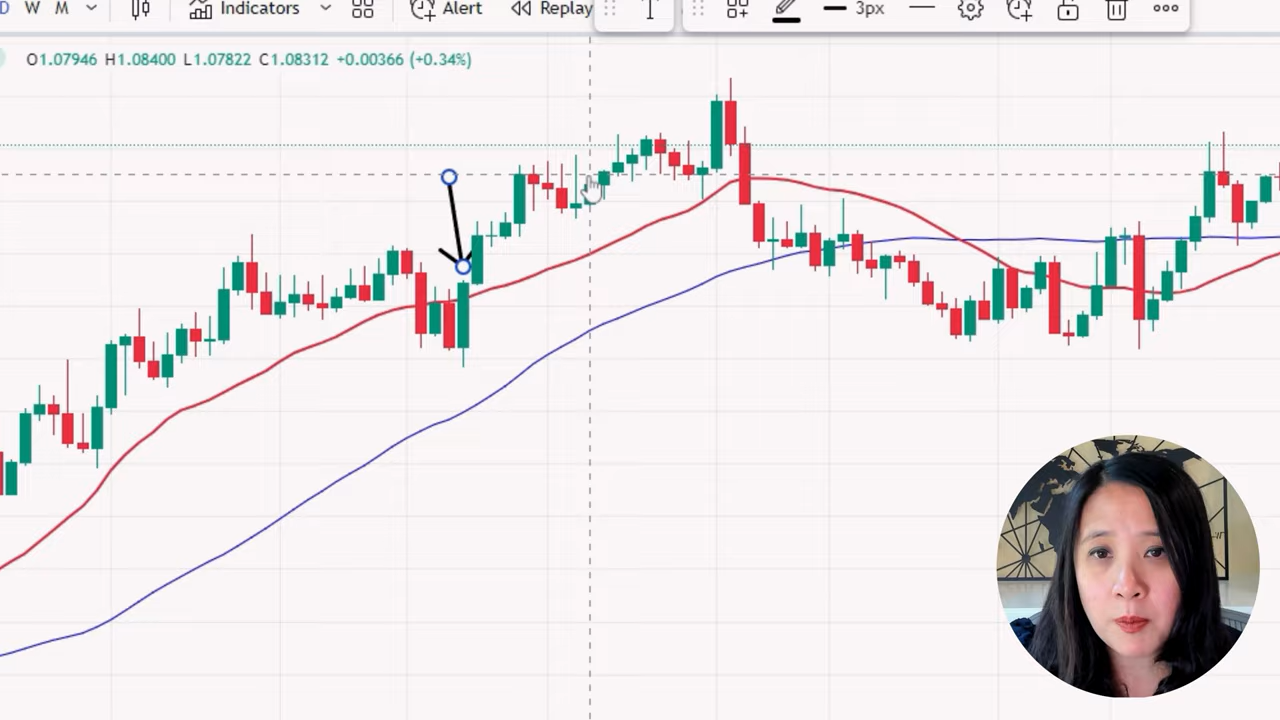 D W M Indicators Alert Replay T 3px
O1.07946 H1.08400 L1.07822 C1.08312 +0.00366 (+0.34%)